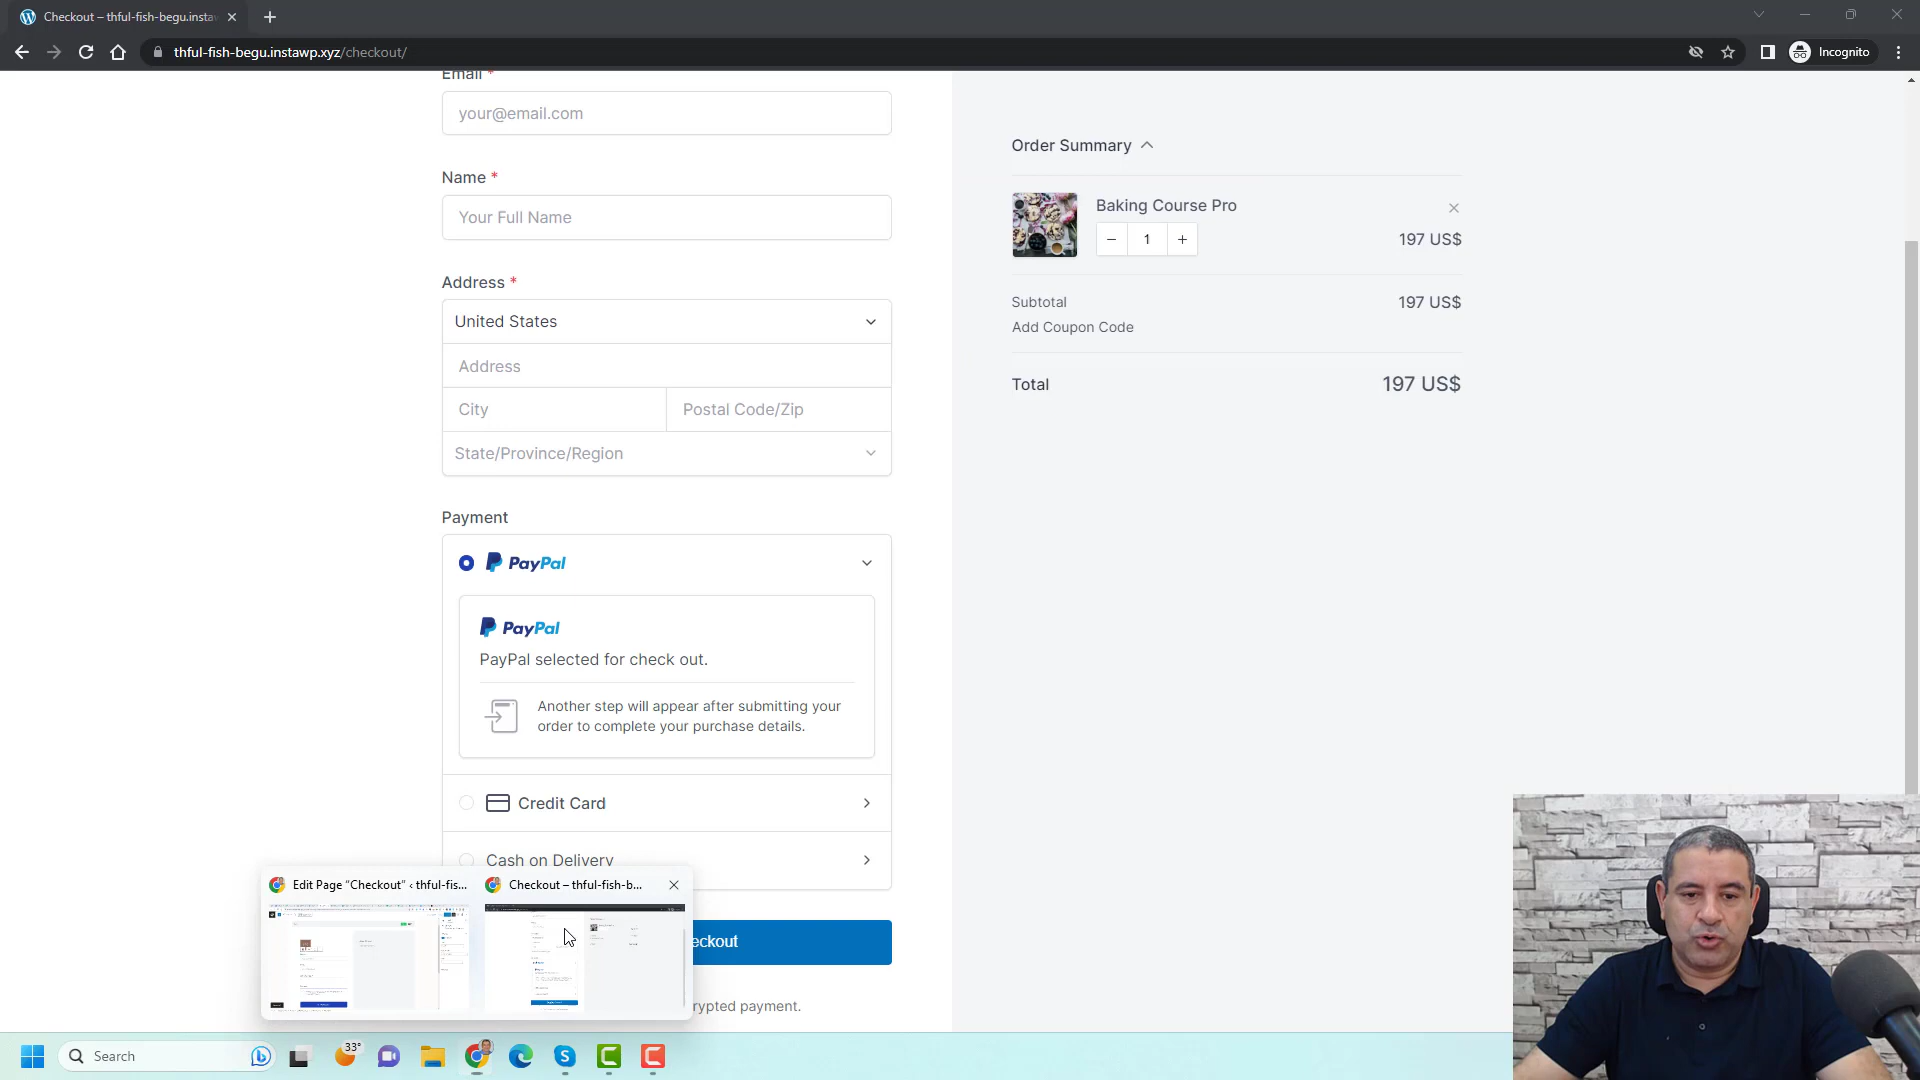 Checkout – thful-fish-begu.insta
thful-fish-begu.instawp.xyz/checkout/
Incognito
Email *
your@email.com
Name *
Your Full Name
Address *
United States
Address
City
Postal Code/Zip
State/Province/Region
Payment
PayPal
PayPal
PayPal selected for check out.
Another step will appear after submitting your
order to complete your purchase details.
Credit Card
Cash on Delivery
eckout
rypted payment.
Order Summary
Baking Course Pro
1
197 US$
Subtotal
197 US$
Add Coupon Code
Total
197 US$
Edit Page “Checkout” ‹ thful-fis...
Checkout – thful-fish-b...
Search
33°